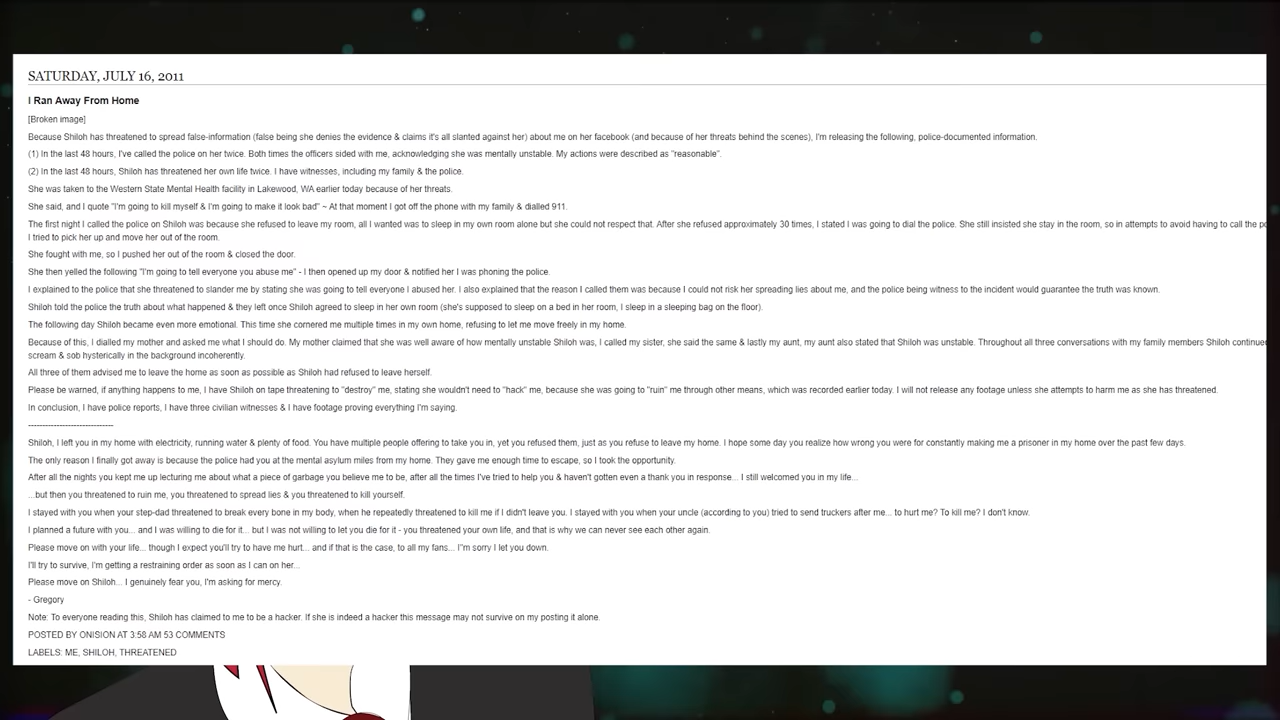 SATURDAY, JULY 16, 2011
I Ran Away From Home
[Broken image]
Because Shiloh has threatened to spread false-information (false being she denies the evidence & claims it's all slanted against her) about me on her facebook (and because of her threats behind the scenes), I'm releasing the following, police-documented information.
(1) In the last 48 hours, I've called the police on her twice. Both times the officers sided with me, acknowledging she was mentally unstable. My actions were described as "reasonable".
(2) In the last 48 hours, Shiloh has threatened her own life twice. I have witnesses, including my family & the police.
She was taken to the Western State Mental Health facility in Lakewood, WA earlier today because of her threats.
She said, and I quote "I'm going to kill myself & I'm going to make it look bad" ~ At that moment I got off the phone with my family & dialled 911.
The first night I called the police on Shiloh was because she refused to leave my room, all I wanted was to sleep in my own room alone but she could not respect that. After she refused approximately 30 times, I stated I was going to dial the police. She still insisted she stay in the room, so in attempts to avoid having to call the
I tried to pick her up and move her out of the room.
She fought with me, so I pushed her out of the room & closed the door.
She then yelled the following "I'm going to tell everyone you abuse me" - I then opened up my door & notified her I was phoning the police.
I explained to the police that she threatened to slander me by stating she was going to tell everyone I abused her. I also explained that the reason I called them was because I could not risk her spreading lies about me, and the police being witness to the incident would guarantee the truth was known.
Shiloh told the police the truth about what happened & they left once Shiloh agreed to sleep in her own room (she's supposed to sleep on a bed in her room, I sleep in a sleeping bag on the floor).
The following day Shiloh became even more emotional. This time she cornered me multiple times in my own home, refusing to let me move freely in my home.
Because of this, I dialled my mother and asked me what I should do. My mother claimed that she was well aware of how mentally unstable Shiloh was, I called my sister, she said the same & lastly my aunt, my aunt also stated that Shiloh was unstable. Throughout all three conversations with my family members Shiloh
scream & sob hysterically in the background incoherently.
All three of them advised me to leave the home as soon as possible as Shiloh had refused to leave herself.
Please be warned, if anything happens to me, I have Shiloh on tape threatening to "destroy" me, stating she wouldn't need to "hack" me, because she was going to "ruin" me through other means, which was recorded earlier today. I will not release any footage unless she attempts to harm me as she has threatened.
In conclusion, I have police reports, I have three civilian witnesses & I have footage proving everything I'm saying.
------------------------------
Shiloh, I left you in my home with electricity, running water & plenty of food. You have multiple people offering to take you in, yet you refused them, just as you refuse to leave my home. I hope some day you realize how wrong you were for constantly making me a prisoner in my home over the past few days.
The only reason I finally got away is because the police had you at the mental asylum miles from my home. They gave me enough time to escape, so I took the opportunity.
After all the nights you kept me up lecturing me about what a piece of garbage you believe me to be, after all the times I've tried to help you & haven't gotten even a thank you in response... I still welcomed you in my life...
...but then you threatened to ruin me, you threatened to spread lies & you threatened to kill yourself.
I stayed with you when your step-dad threatened to break every bone in my body, when he repeatedly threatened to kill me if I didn't leave you. I stayed with you when your uncle (according to you) tried to send truckers after me... to hurt me? To kill me? I don't know.
I planned a future with you... and I was willing to die for it... but I was not willing to let you die for it - you threatened your own life, and that is why we can never see each other again.
Please move on with your life... though I expect you'll try to have me hurt... and if that is the case, to all my fans... I"m sorry I let you down.
I'll try to survive, I'm getting a restraining order as soon as I can on her...
Please move on Shiloh... I genuinely fear you, I'm asking for mercy.
- Gregory
Note: To everyone reading this, Shiloh has claimed to me to be a hacker. If she is indeed a hacker this message may not survive on my posting it alone.
POSTED BY ONISION AT 3:58 AM 53 COMMENTS
LABELS: ME, SHILOH, THREATENED